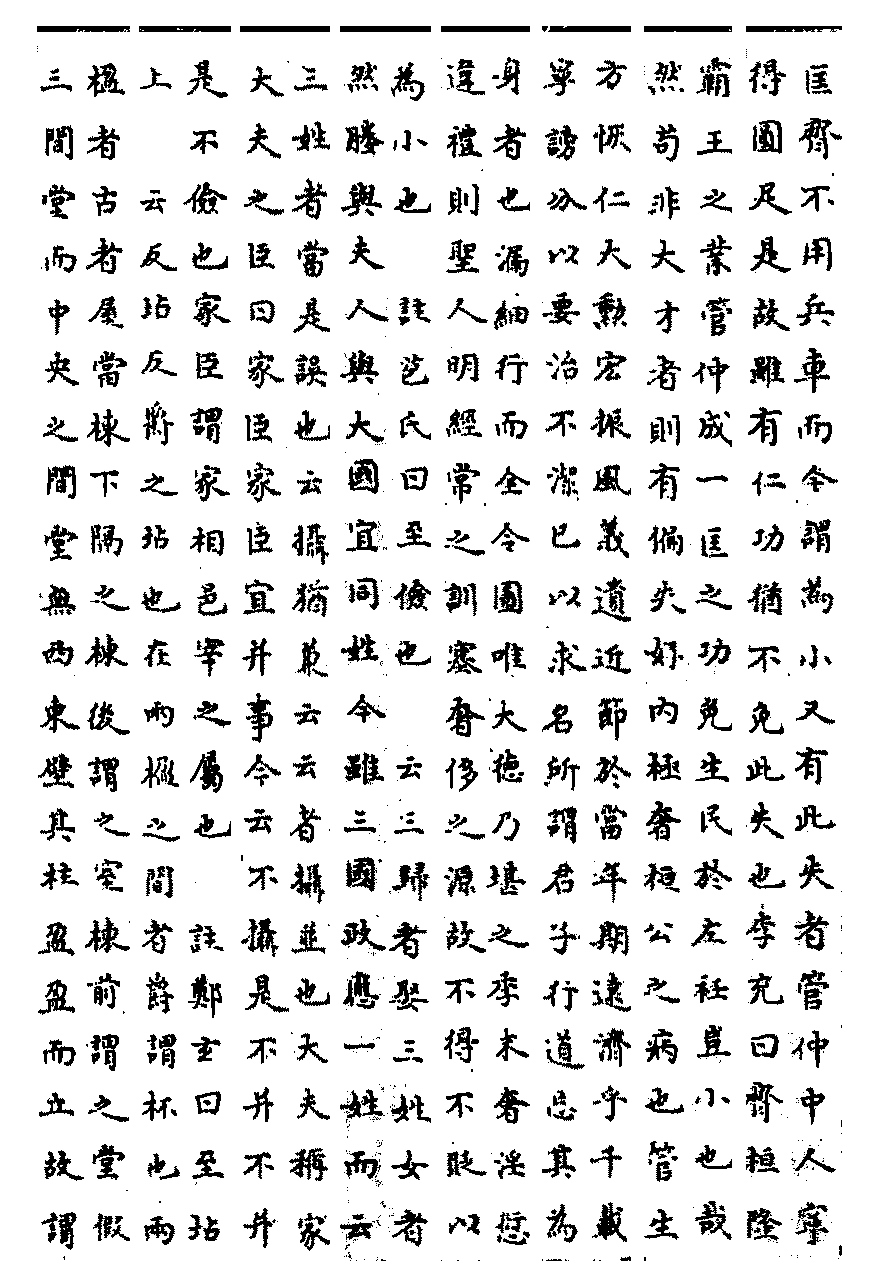 匡齊不用兵車而今謂為小又有此失者管仲中人寧
得圓足是故雖有仁功猶不免此失也李充曰齊桓隆
霸王之業管仲成一匡之功免生民於左衽豈小也哉
然苟非大才者則有偏失好內極奢桓公之病也管生
方恢仁大勲宏振風義遺近節於當年期遠濟乎千載
寧謗分以要治不潔己以求名所謂君子行道忘其為
身者也漏細行而全令圖唯大德乃堪之季末奢淫愆
違禮則聖人明經常之訓塞奢侈之源故不得不貶以
為小也 註苞氏曰至儉也 云三歸者娶三姓女者
然媵與夫人與大國宜同姓今雖三國政應一姓而云
三姓者當是誤也云攝猶兼云云者攝並也大夫稱家
大夫之臣曰家臣家臣宜并事今云不攝是不并不并
是不儉也家臣謂家相邑宰之屬也 註鄭玄曰至坫
上 云反坫反爵之坫也在兩楹之間者爵謂杯也兩
楹者古者屋當棟下隔之棟後謂之室棟前謂之堂假
三間堂而中央之間堂無西東壁其柱盈盈而立故謂